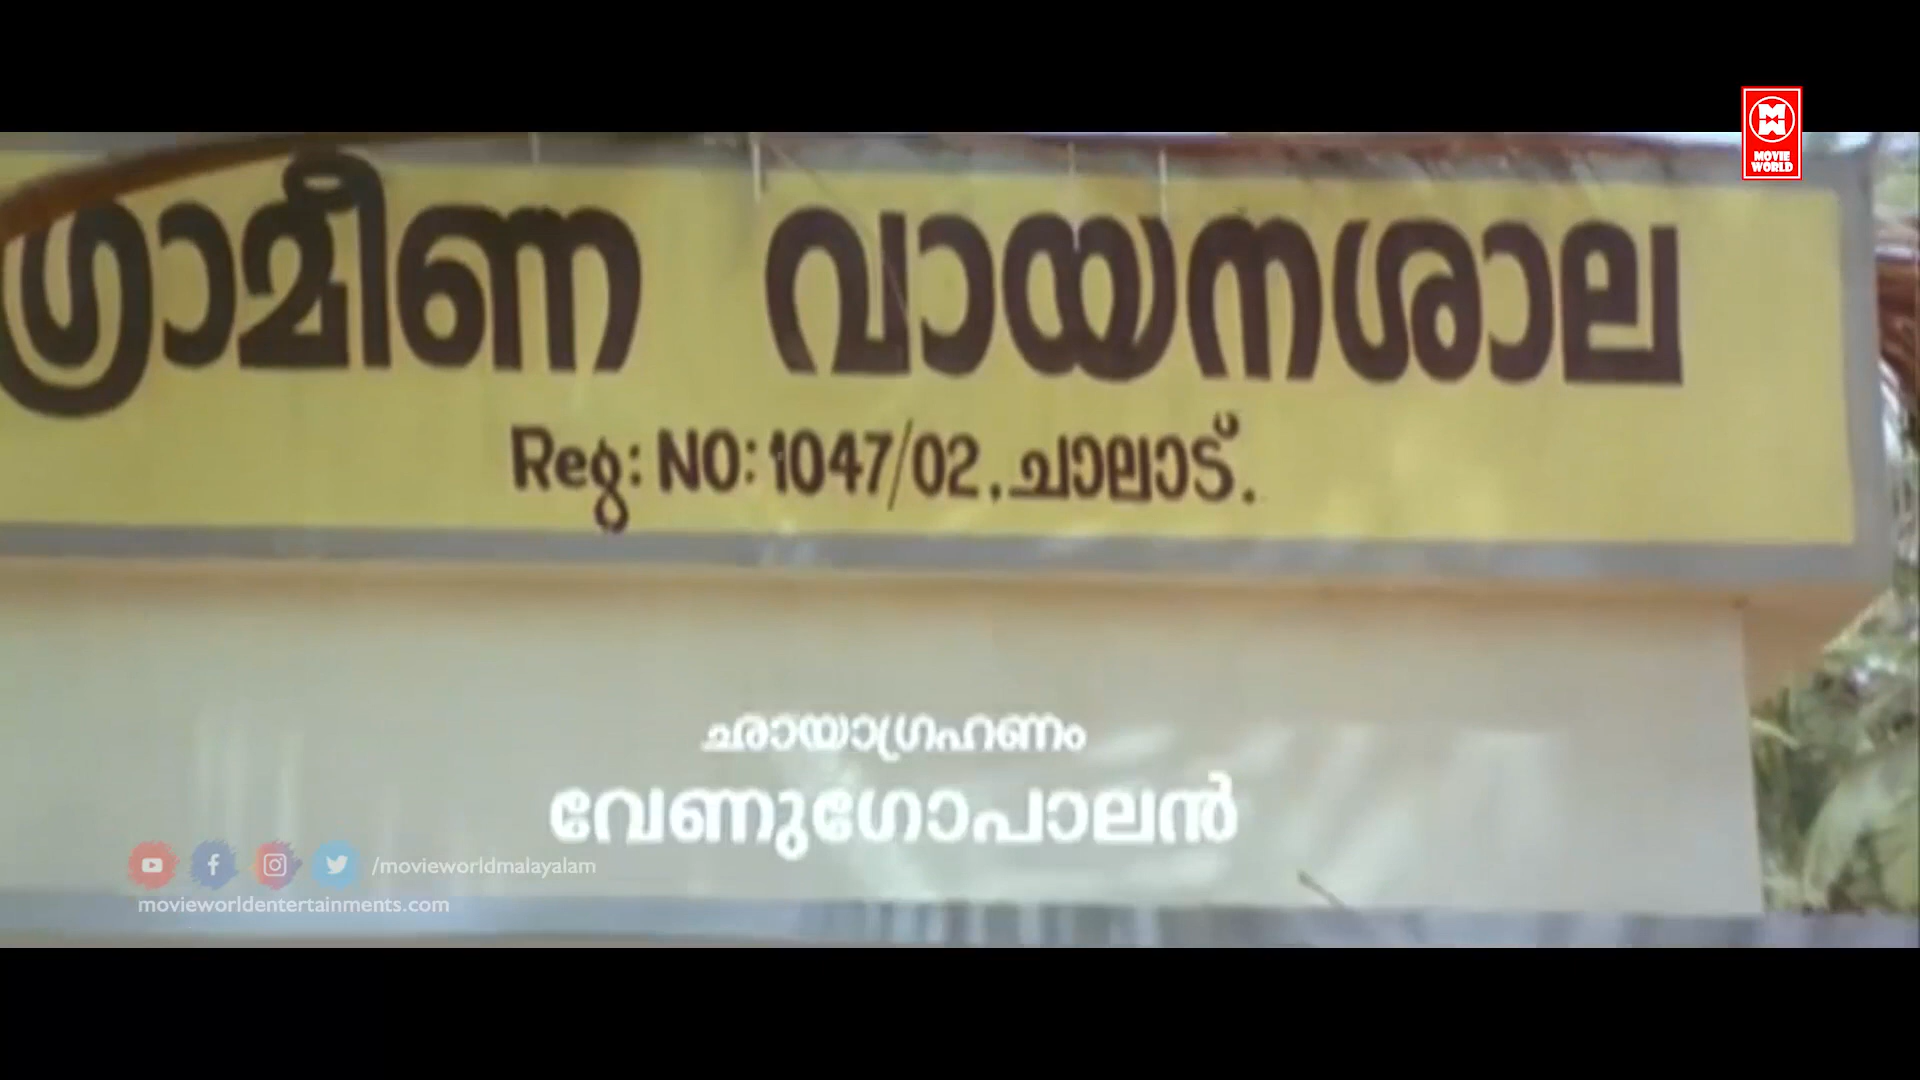 MOVIE
WORLD
ഗ്രാമീണ വായനശാല
Reg: NO: 1047/02, ചാലാട്.
ഛായാഗ്രഹണം
വേണുഗോപാലൻ
/movieworldmalayalam
movieworldentertainments.com